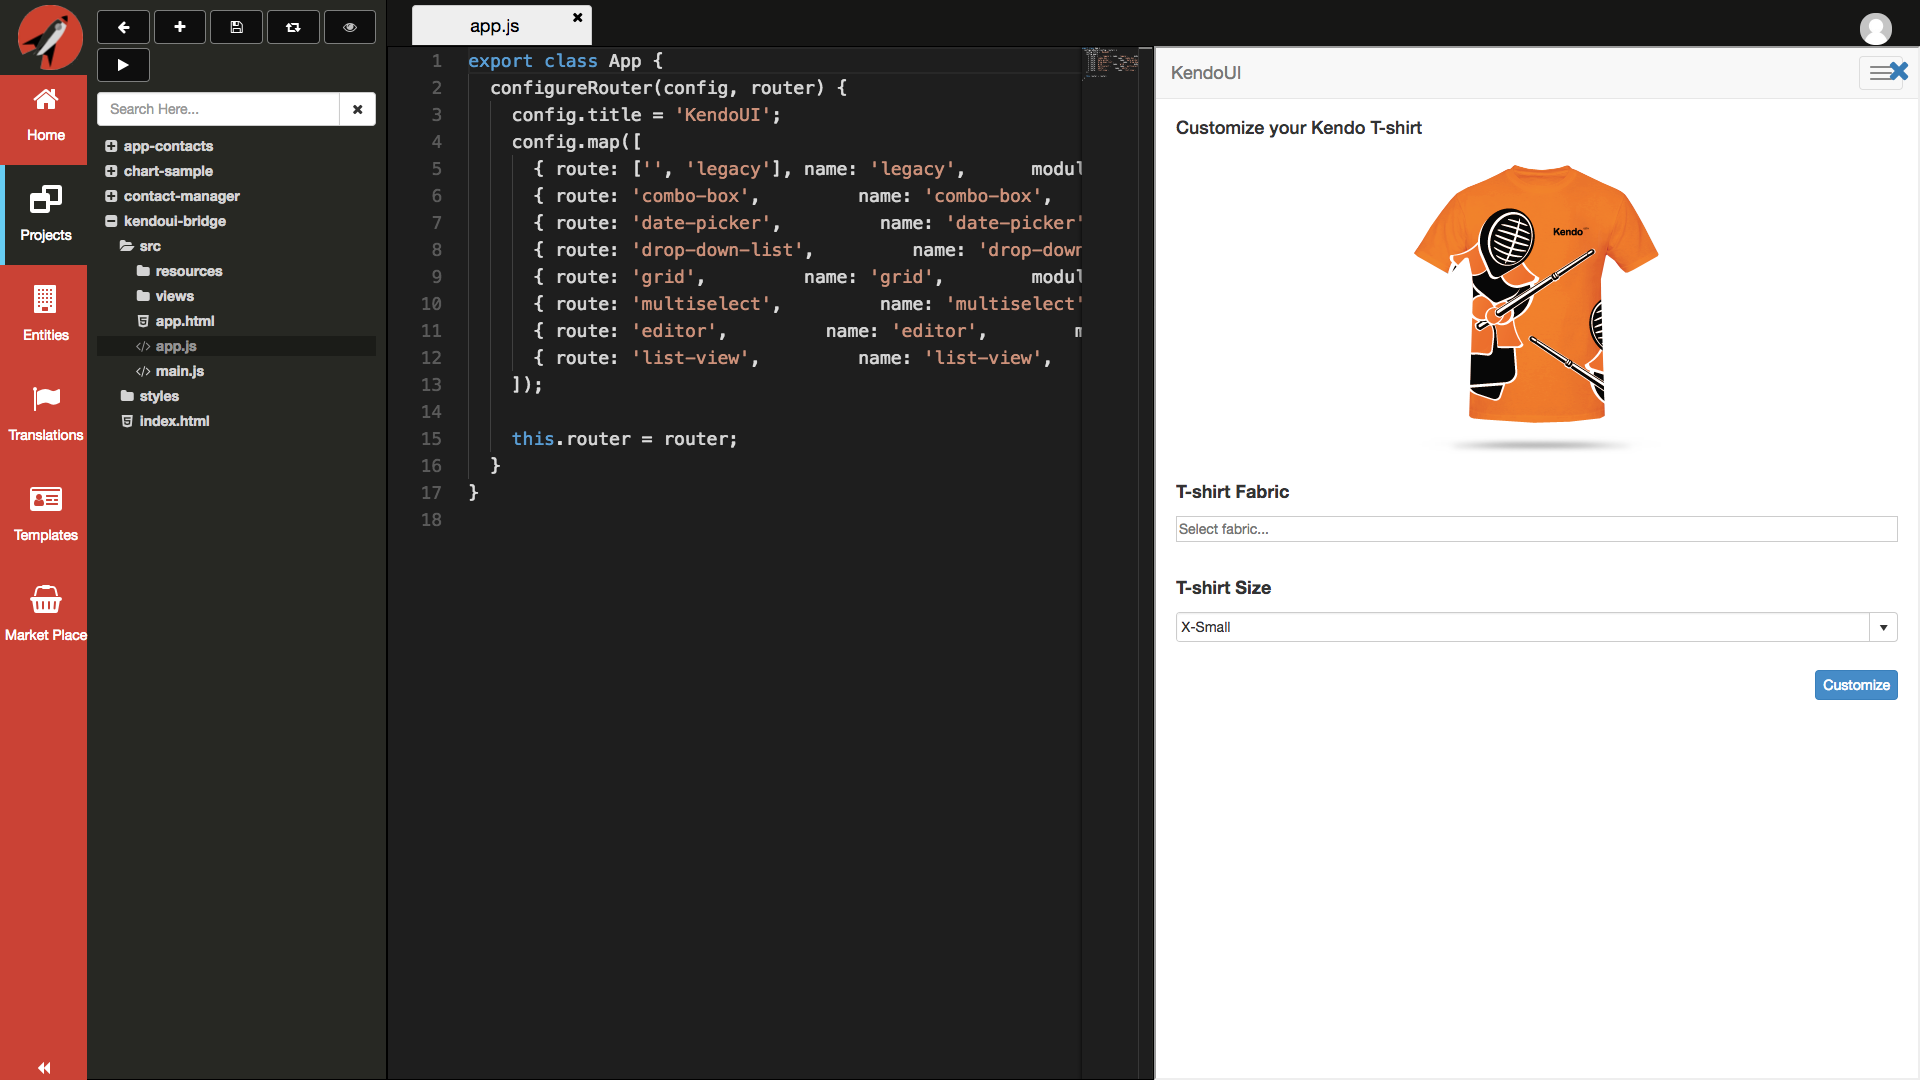 Home
Projects
Entities
Translations
Templates
Market Place
Search Here...
app-contacts
chart-sample
contact-manager
kendoui-bridge
src
resources
views
app.html
app.js
main.js
styles
index.html
app.js
1 export class App {
2 configureRouter(config, router) {
3 config.title = 'KendoUI';
4 config.map([
5 { route: ['', 'legacy'], name: 'legacy', modul
6 { route: 'combo-box', name: 'combo-box',
7 { route: 'date-picker', name: 'date-picker'
8 { route: 'drop-down-list', name: 'drop-down
9 { route: 'grid', name: 'grid', modul
10 { route: 'multiselect', name: 'multiselect'
11 { route: 'editor', name: 'editor', m
12 { route: 'list-view', name: 'list-view',
13 ]);
14
15 this.router = router;
16 }
17 }
18
KendoUI
Customize your Kendo T-shirt
Kendo
T-shirt Fabric
Select fabric...
T-shirt Size
X-Small
Customize